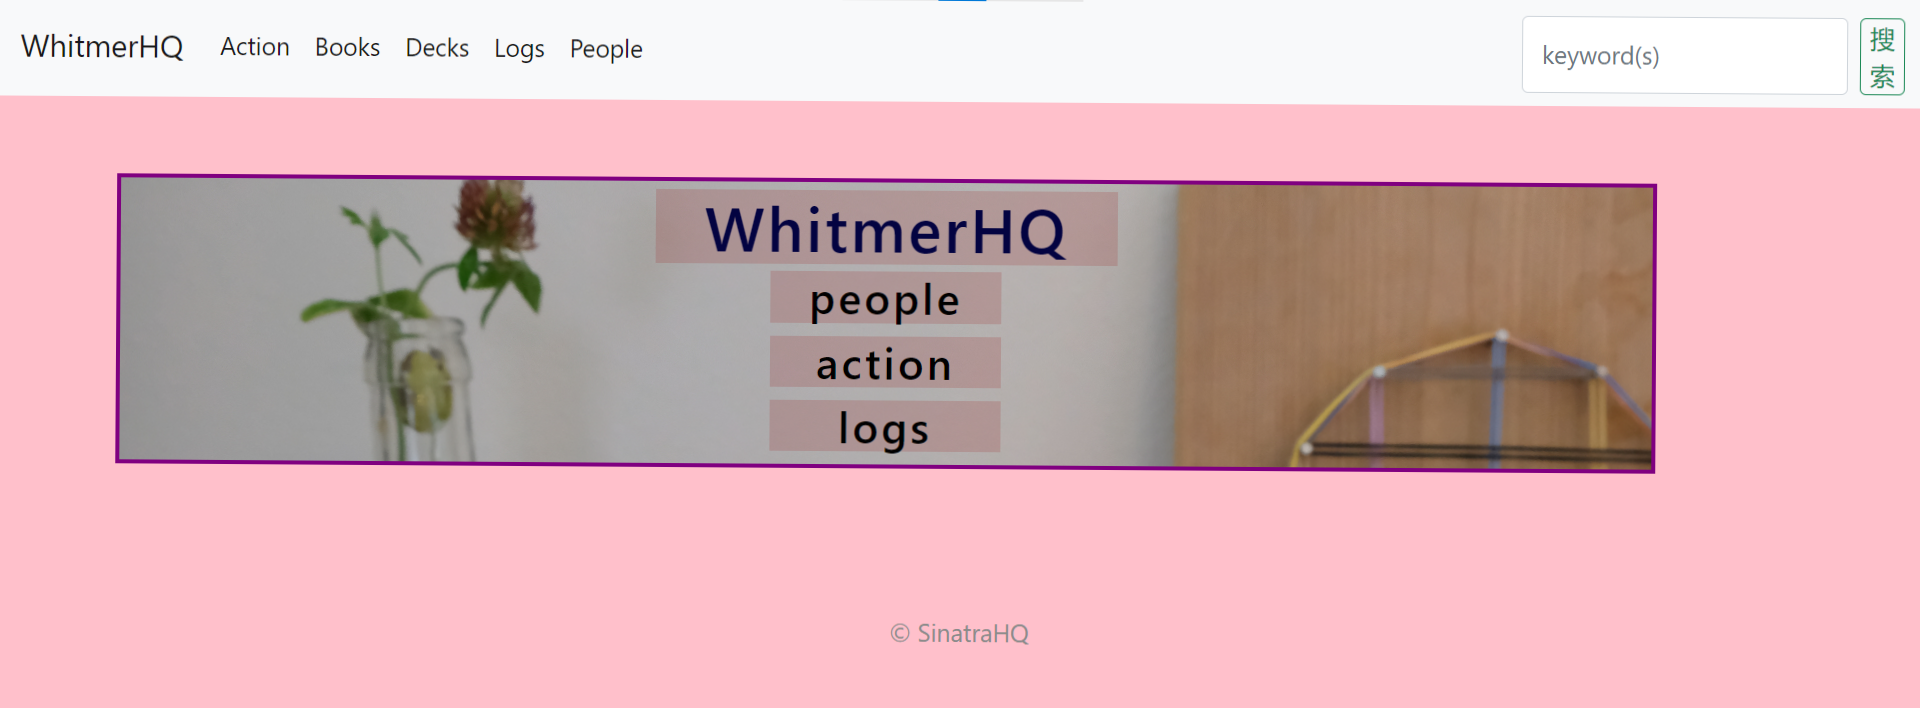 WhitmerHQ Action Books Decks Logs People keyword(s) 搜
索
WhitmerHQ
people
action
logs
© SinatraHQ